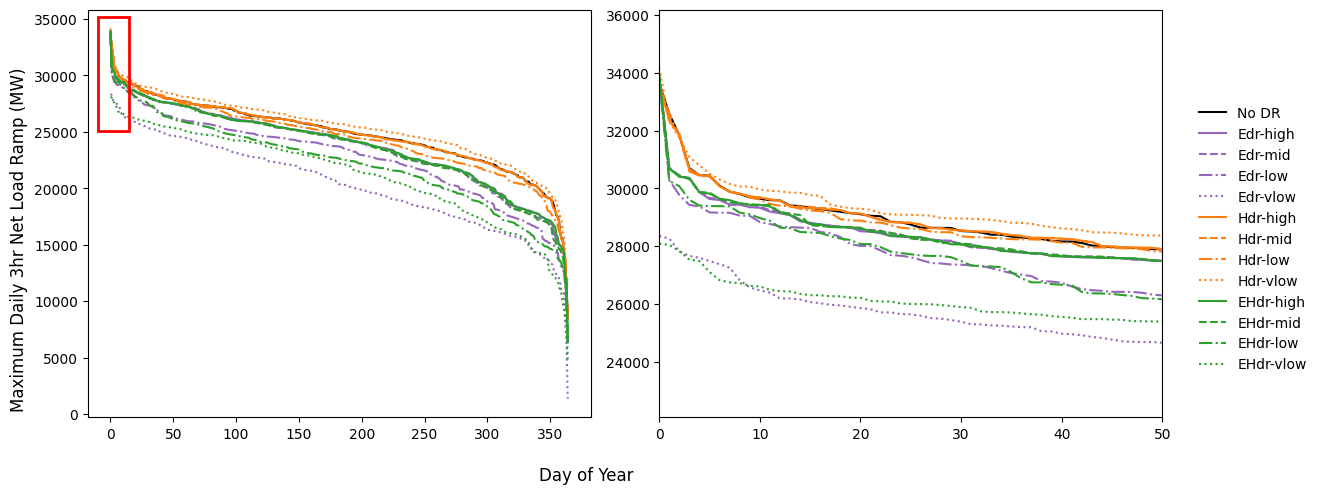 Maximum Daily 3hr Net Load Ramp (MW)
35000
30000
25000
20000
15000
10000
5000
0
0 50 100 150 200 250 300 350
36000
34000
32000
30000
28000
26000
24000
0 10 20 30 40 50
Day of Year
No DR
Edr-high
Edr-mid
Edr-low
Edr-vlow
Hdr-high
Hdr-mid
Hdr-low
Hdr-vlow
EHdr-high
EHdr-mid
EHdr-low
EHdr-vlow